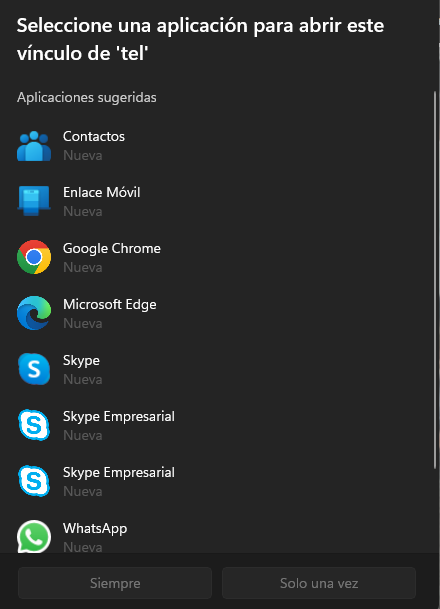 Seleccione una aplicación para abrir este
vínculo de 'tel'
Aplicaciones sugeridas
Contactos
Nueva
Enlace Móvil
Nueva
Google Chrome
Nueva
Microsoft Edge
Nueva
Skype
Nueva
Skype Empresarial
Nueva
Skype Empresarial
Nueva
WhatsApp
Nueva
Siempre
Solo una vez